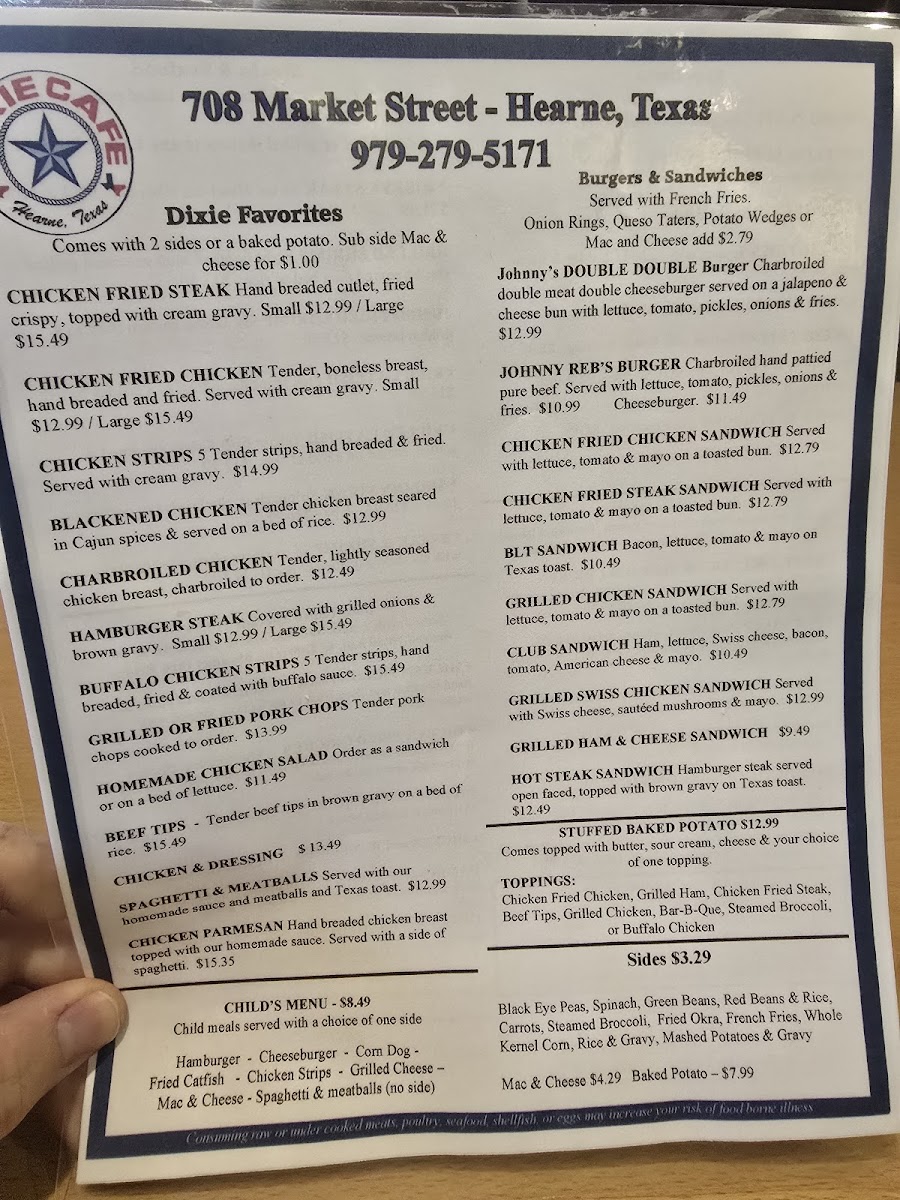 IE CAFE
Hearne, Texas
708 Market Street - Hearne, Texas
979-279-5171
Dixie Favorites
Comes with 2 sides or a baked potato. Sub side Mac &
cheese for $1.00
CHICKEN FRIED STEAK Hand breaded cutlet, fried
crispy, topped with cream gravy. Small $12.99 / Large
$15.49
CHICKEN FRIED CHICKEN Tender, boneless breast,
hand breaded and fried. Served with cream gravy. Small
$12.99 / Large $15.49
CHICKEN STRIPS 5 Tender strips, hand breaded & fried.
Served with cream gravy. $14.99
BLACKENED CHICKEN Tender chicken breast seared
in Cajun spices & served on a bed of rice. $12.99
CHARBROILED CHICKEN Tender, lightly seasoned
chicken breast, charbroiled to order. $12.49
HAMBURGER STEAK Covered with grilled onions &
brown gravy. Small $12.99 / Large $15.49
BUFFALO CHICKEN STRIPS 5 Tender strips, hand
breaded, fried & coated with buffalo sauce. $15.49
GRILLED OR FRIED PORK CHOPS Tender pork
chops cooked to order. $13.99
HOMEMADE CHICKEN SALAD Order as a sandwich
or on a bed of lettuce. $11.49
BEEF TIPS - Tender beef tips in brown gravy on a bed of
rice. $15.49
CHICKEN & DRESSING $ 13.49
SPAGHETTI & MEATBALLS Served with our
homemade sauce and meatballs and Texas toast. $12.99
CHICKEN PARMESAN Hand breaded chicken breast
topped with our homemade sauce. Served with a side of
spaghetti. $15.35
CHILD'S MENU - $8.49
Child meals served with a choice of one side
Hamburger - Cheeseburger - Corn Dog -
Fried Catfish - Chicken Strips - Grilled Cheese –
Mac & Cheese - Spaghetti & meatballs (no side)
Burgers & Sandwiches
Served with French Fries.
Onion Rings, Queso Taters, Potato Wedges or
Mac and Cheese add $2.79
Johnny's DOUBLE DOUBLE Burger Charbroiled
double meat double cheeseburger served on a jalapeno &
cheese bun with lettuce, tomato, pickles, onions & fries.
$12.99
JOHNNY REB'S BURGER Charbroiled hand pattied
pure beef. Served with lettuce, tomato, pickles, onions &
fries. $10.99 Cheeseburger. $11.49
CHICKEN FRIED CHICKEN SANDWICH Served
with lettuce, tomato & mayo on a toasted bun. $12.79
CHICKEN FRIED STEAK SANDWICH Served with
lettuce, tomato & mayo on a toasted bun. $12.79
BLT SANDWICH Bacon, lettuce, tomato & mayo on
Texas toast. $10.49
GRILLED CHICKEN SANDWICH Served with
lettuce, tomato & mayo on a toasted bun. $12.79
CLUB SANDWICH Ham, lettuce, Swiss cheese, bacon,
tomato, American cheese & mayo. $10.49
GRILLED SWISS CHICKEN SANDWICH Served
with Swiss cheese, sautéed mushrooms & mayo. $12.99
GRILLED HAM & CHEESE SANDWICH $9.49
HOT STEAK SANDWICH Hamburger steak served
open faced, topped with brown gravy on Texas toast.
$12.49
STUFFED BAKED POTATO $12.99
Comes topped with butter, sour cream, cheese & your choice
of one topping.
TOPPINGS:
Chicken Fried Chicken, Grilled Ham, Chicken Fried Steak,
Beef Tips, Grilled Chicken, Bar-B-Que, Steamed Broccoli,
or Buffalo Chicken
Sides $3.29
Black Eye Peas, Spinach, Green Beans, Red Beans & Rice,
Carrots, Steamed Broccoli, Fried Okra, French Fries, Whole
Kernel Corn, Rice & Gravy, Mashed Potatoes & Gravy
Mac & Cheese $4.29 Baked Potato – $7.99
Consuming raw or under cooked meats, poultry, seafood, shellfish, or eggs may increase your risk of food borne illness